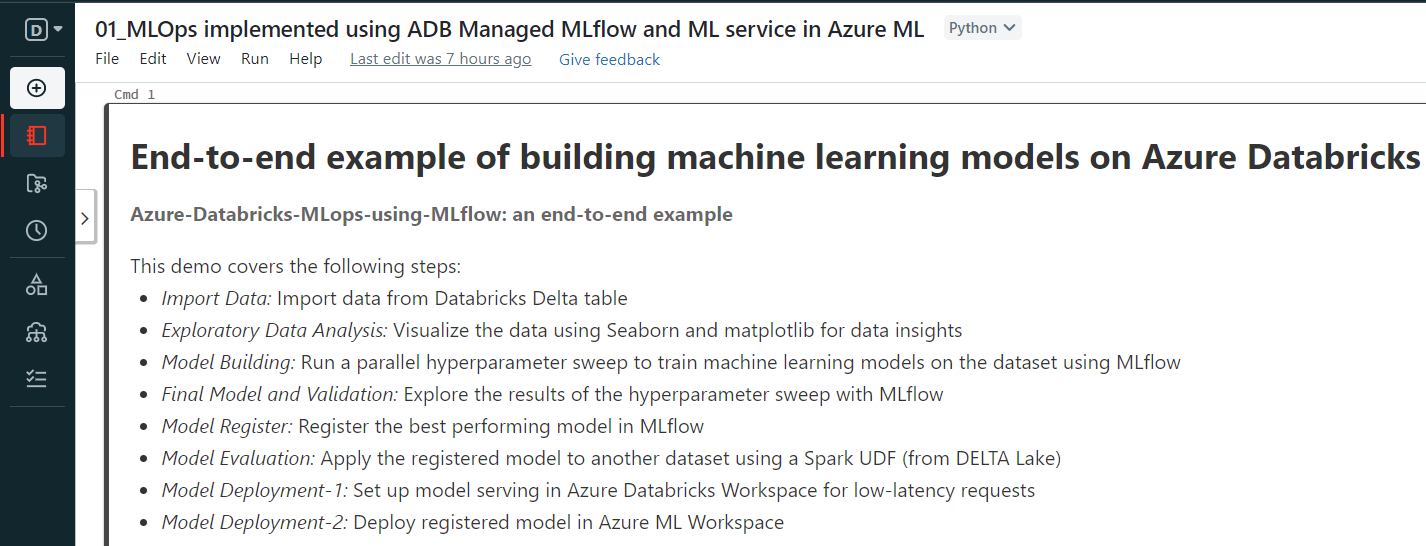 D
01_MLOps implemented using ADB Managed MLflow and ML service in Azure ML Python
File Edit View Run Help Last edit was 7 hours ago Give feedback
Cmd 1
End-to-end example of building machine learning models on Azure Databricks
Azure-Databricks-MLops-using-MLflow: an end-to-end example
This demo covers the following steps:
• Import Data: Import data from Databricks Delta table
• Exploratory Data Analysis: Visualize the data using Seaborn and matplotlib for data insights
• Model Building: Run a parallel hyperparameter sweep to train machine learning models on the dataset using MLflow
• Final Model and Validation: Explore the results of the hyperparameter sweep with MLflow
• Model Register: Register the best performing model in MLflow
• Model Evaluation: Apply the registered model to another dataset using a Spark UDF (from DELTA Lake)
• Model Deployment-1: Set up model serving in Azure Databricks Workspace for low-latency requests
• Model Deployment-2: Deploy registered model in Azure ML Workspace